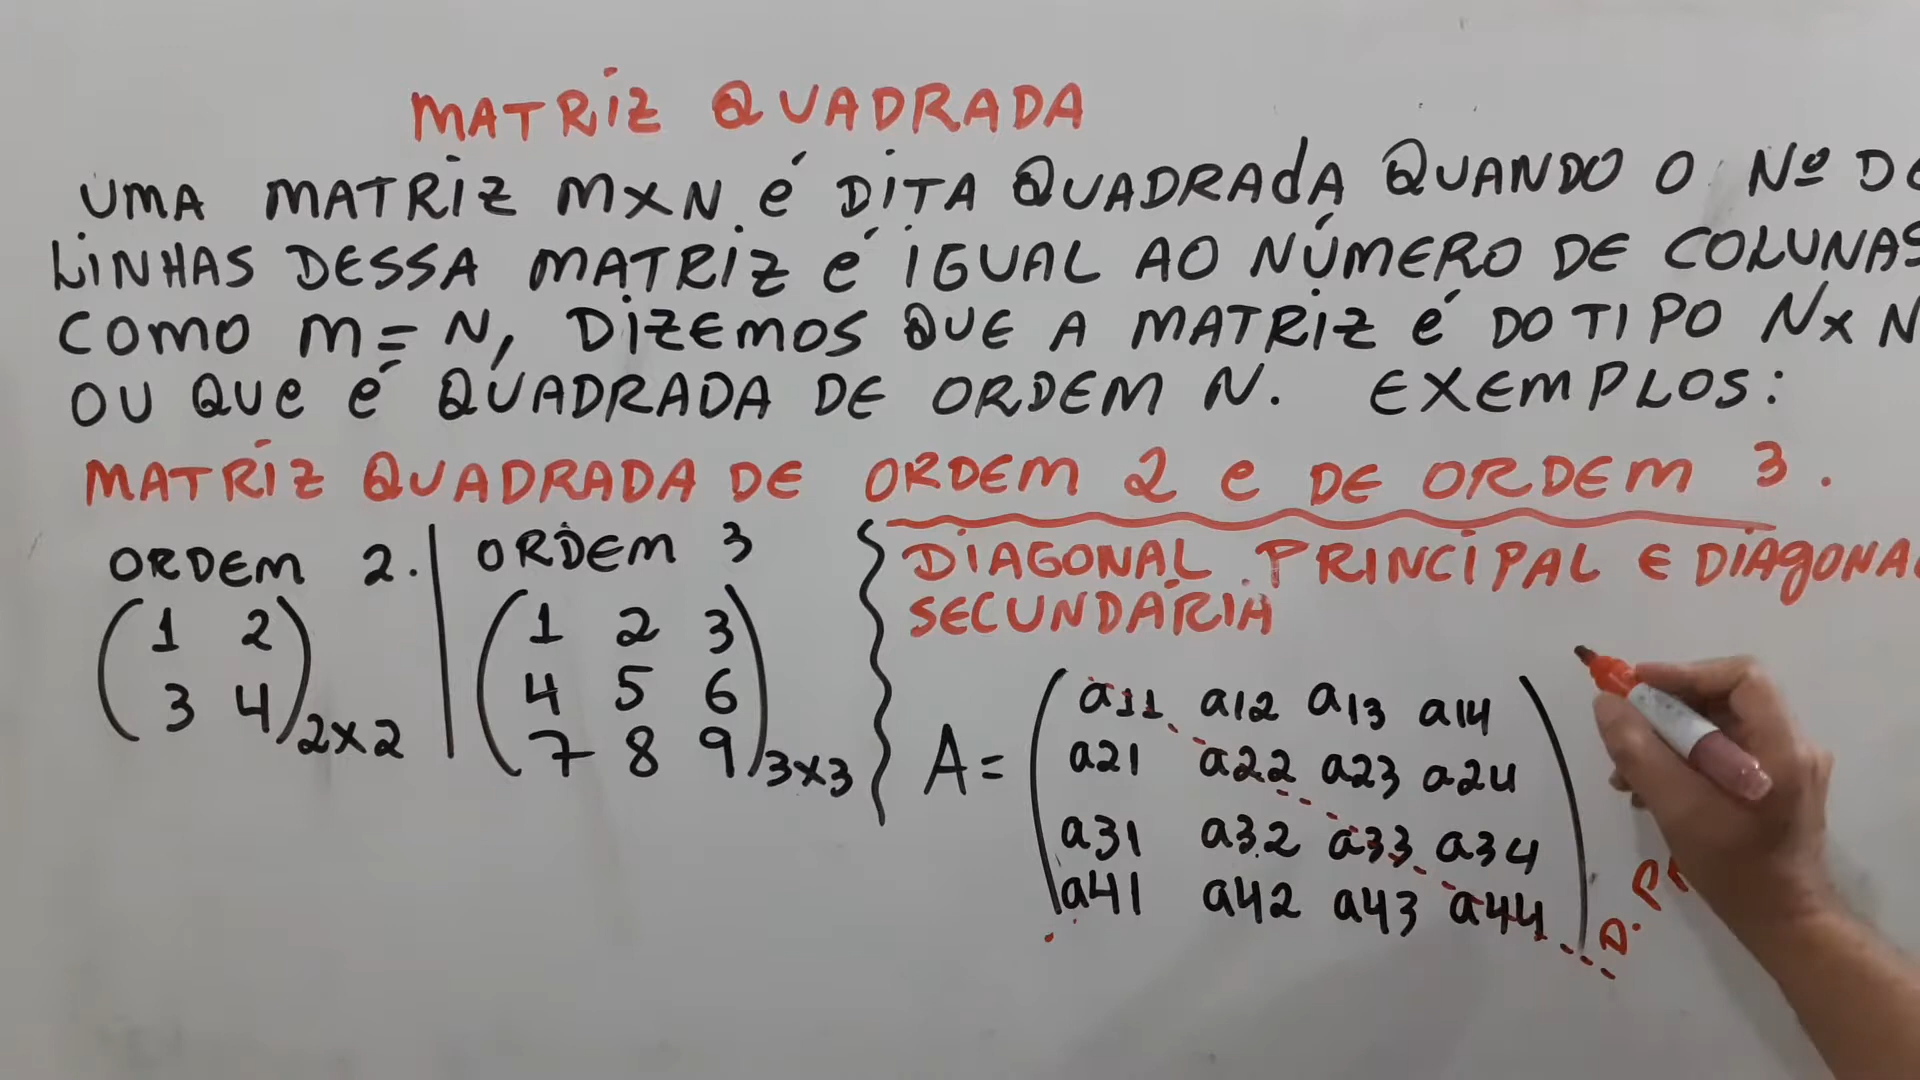 MATRIZ QUADRADA
UMA MATRIZ MXN é DITA QUADRADA QUANDO O Nº DE
LINHAS DESSA MATRIZ é IGUAL AO NÚMERO DE COLUNAS
COMO M = N, DIZEMOS QUE A MATRIZ é DO TIPO NXN
OU QUE é QUADRADA DE ORDEM N. EXEMPLOS:
MATRIZ QUADRADA DE ORDEM 2 e DE ORDEM 3.
ORDEM 2.
1 2
3 4
2x2
ORDEM 3
1 2 3
4 5 6
7 8 9
3x3
DIAGONAL PRINCIPAL E DIAGONAL
SECUNDÁRIA
A=
a11 a12 a13 a14
a21 a22 a23 a24
a31 a32 a33 a34
a41 a42 a43 a44
D.